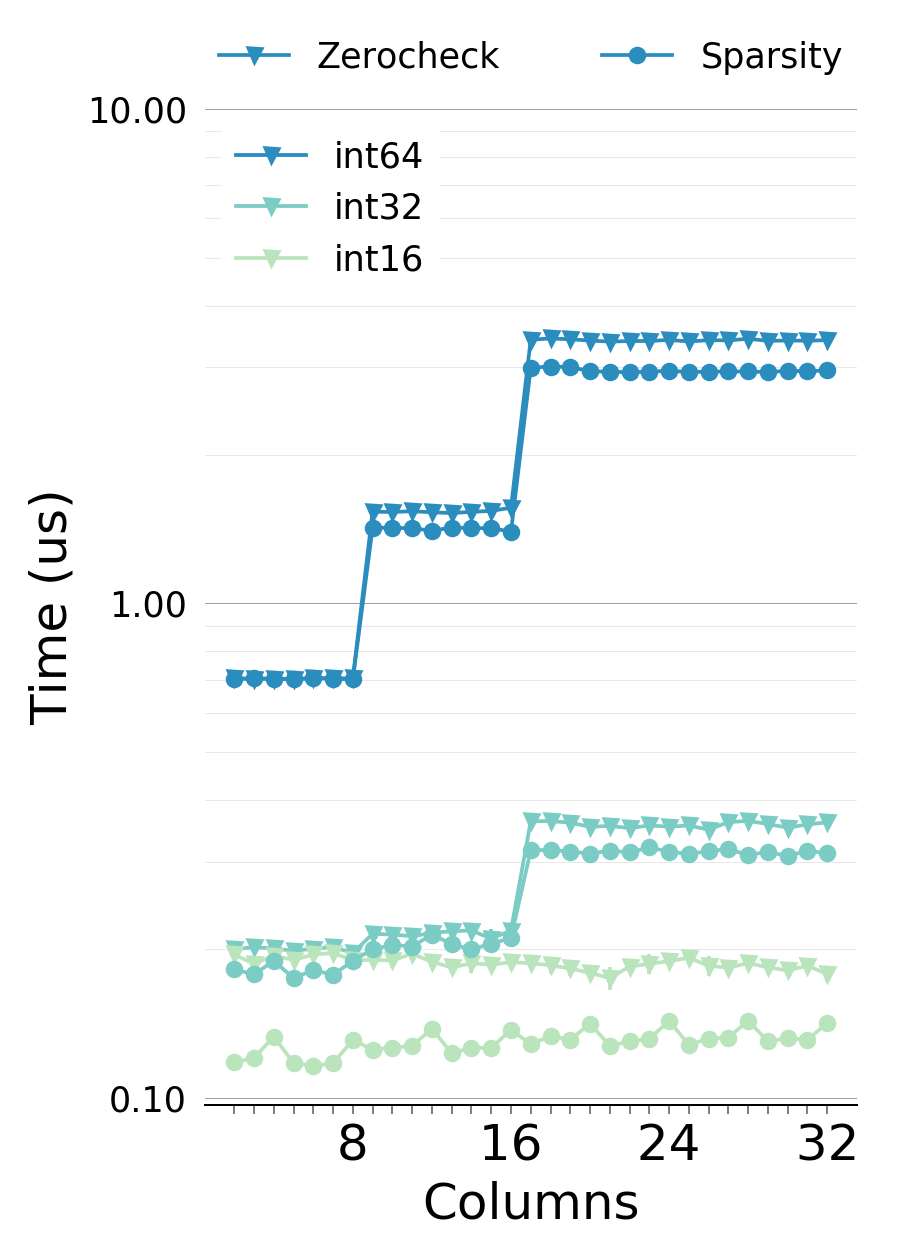 Zerocheck Sparsity
10.00
int64
int32
int16
1.00
0.10
Time (us)
8 16 24 32
Columns